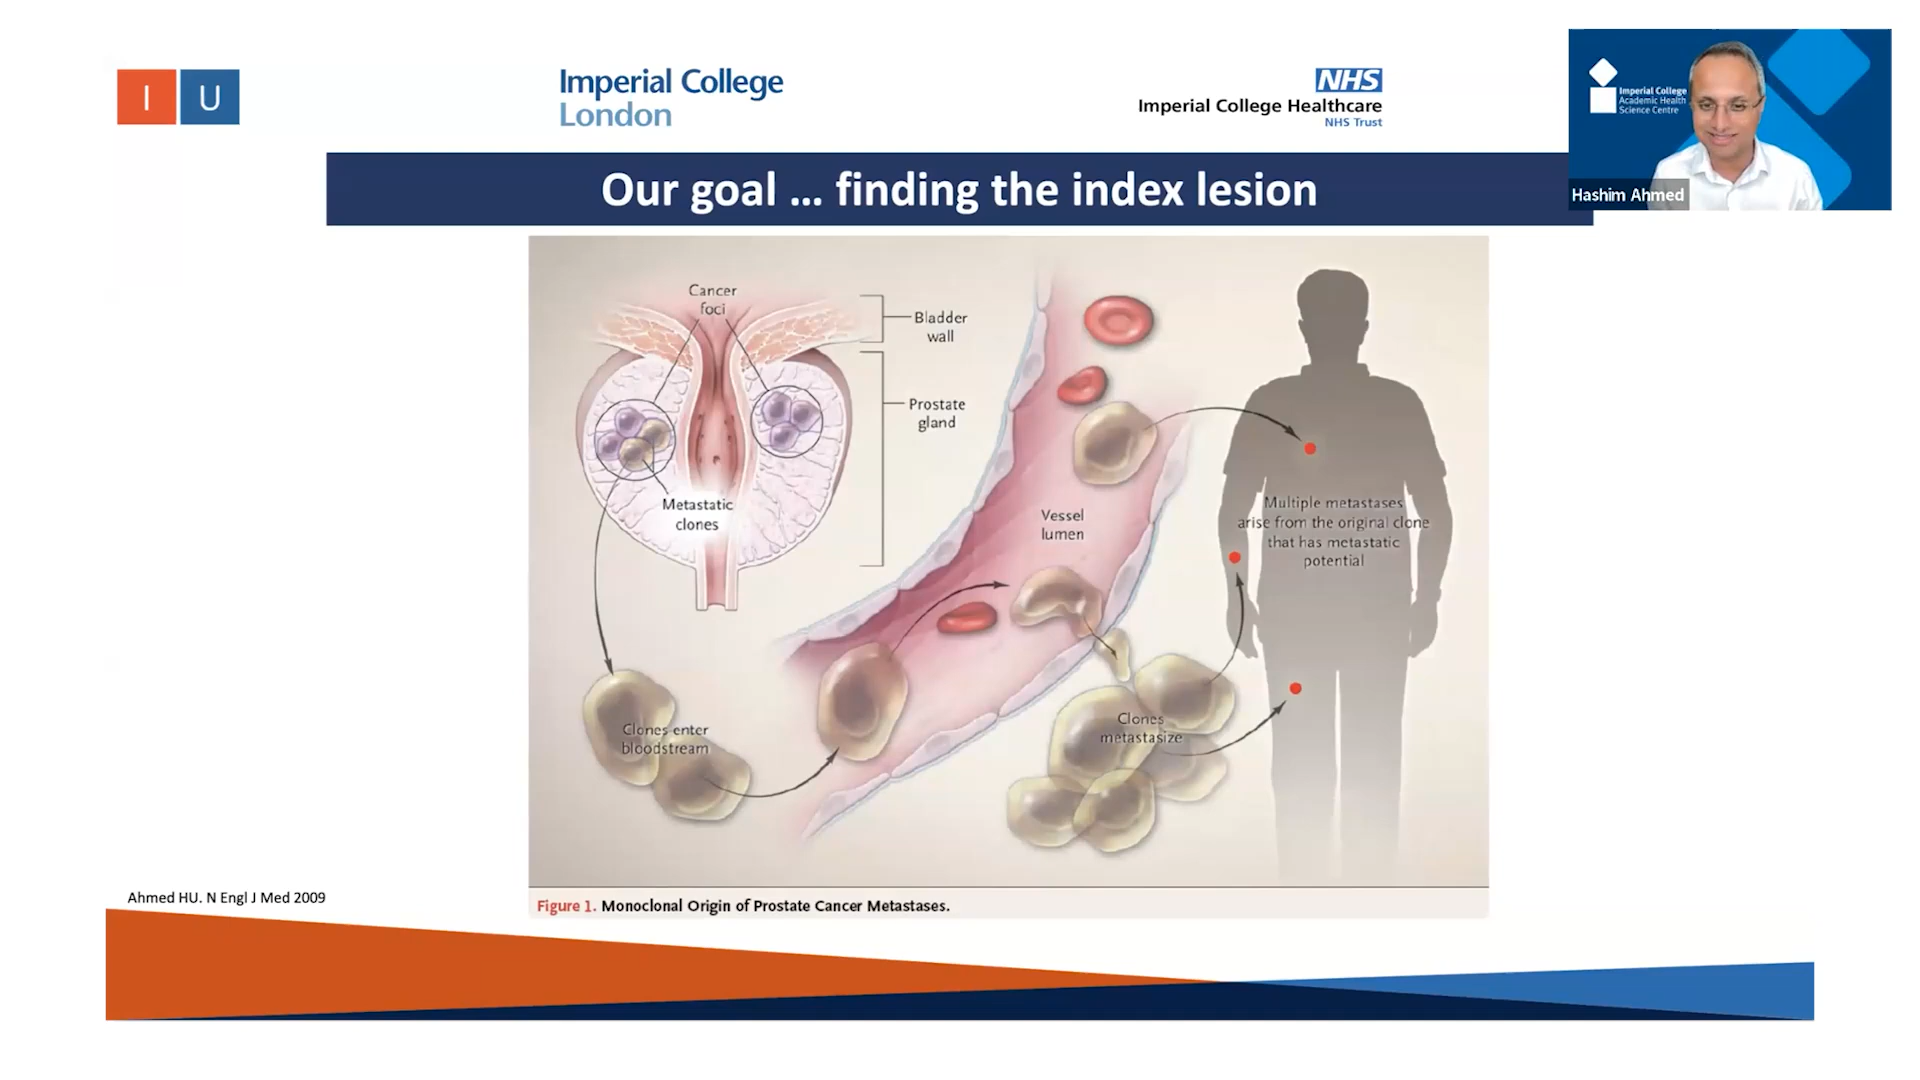 I U
Imperial College
London
NHS
Imperial College Healthcare
NHS Trust
Imperial College
Academic Health
Science Centre
Hashim Ahmed
Our goal ... finding the index lesion
Cancer
foci
Bladder
wall
Prostate
gland
Metastatic
clones
Vessel
lumen
Multiple metastases
arise from the original clone
that has metastatic
potential
Clones enter
bloodstream
Clones
metastasize
Ahmed HU. N Engl J Med 2009
Figure 1. Monoclonal Origin of Prostate Cancer Metastases.